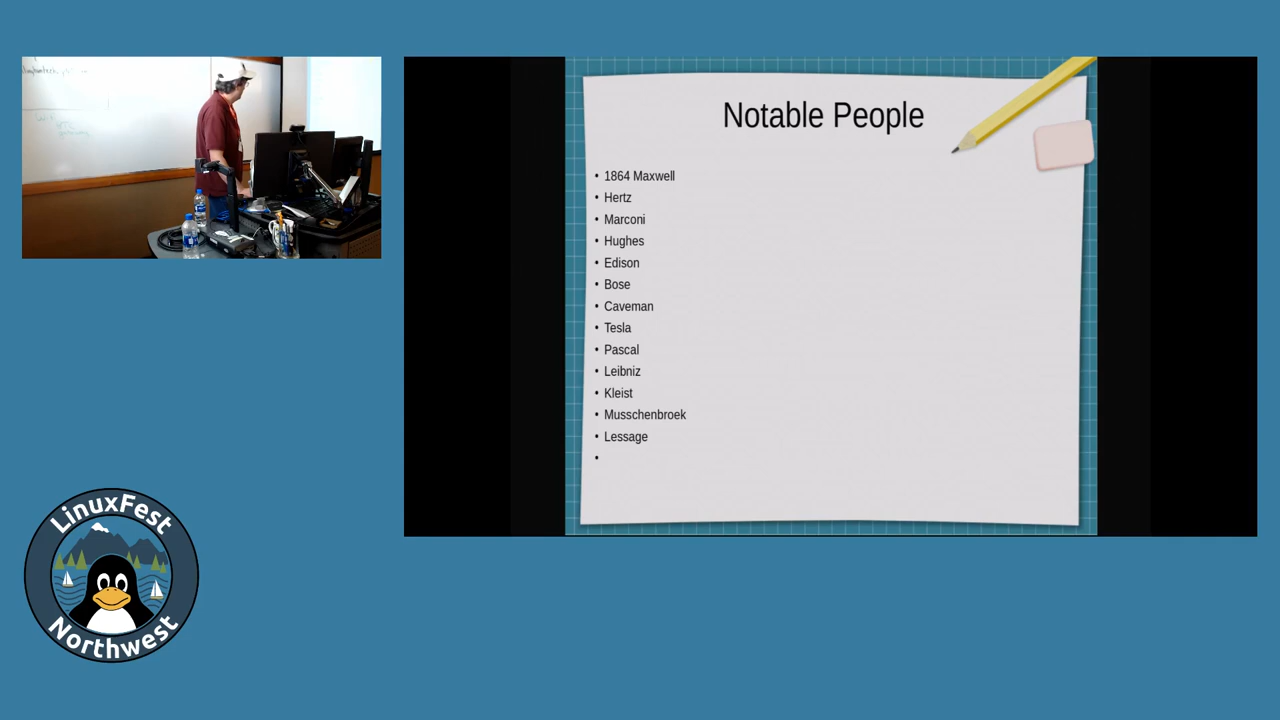 Notable People
• 1864 Maxwell
• Hertz
• Marconi
• Hughes
• Edison
• Bose
• Caveman
• Tesla
• Pascal
• Leibniz
• Kleist
• Musschenbroek
• Lessage
•
LinuxFest
Northwest